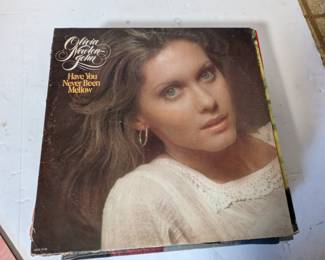 Olivia
Newton-
John
Have You
Never Been
Mellow